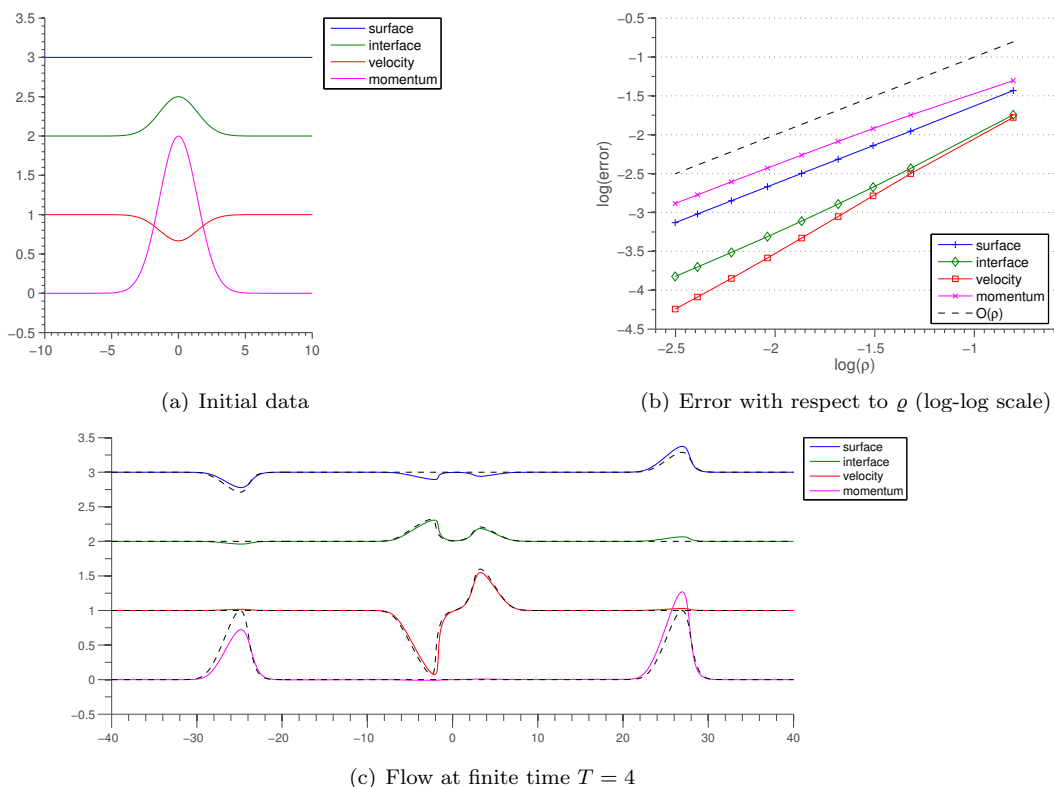 3.5
3
2.5
2
1.5
1
0.5
0
−0.5
−10
−5
0
5
10
surface
interface
velocity
momentum
(a) Initial data
−0.5
−1
−1.5
−2
−2.5
−3
−3.5
−4
−4.5
log(error)
−2.5
−2
−1.5
−1
log(ρ)
surface
interface
velocity
momentum
O(ρ)
(b) Error with respect to ϱ (log-log scale)
3.5
3
2.5
2
1.5
1
0.5
0
−0.5
−40
−30
−20
−10
0
10
20
30
40
surface
interface
velocity
momentum
(c) Flow at finite time T = 4